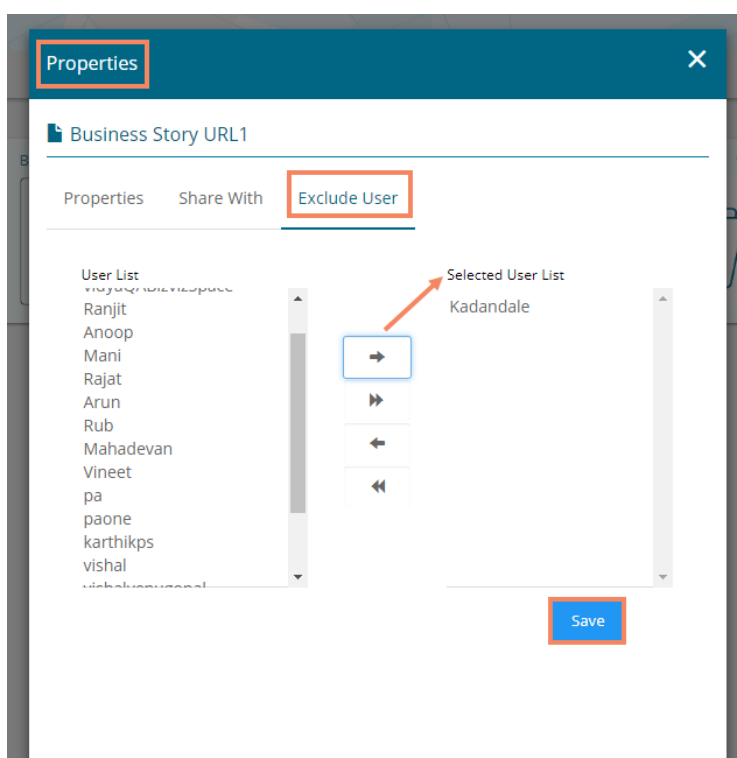 Properties
Business Story URL1
Properties Share With Exclude User
User List
Selected User List
Ranjit
Kadandale
Anoop
Mani
Rajat
Arun
Rub
Mahadevan
Vineet
pa
paone
karthikps
vishal
Save